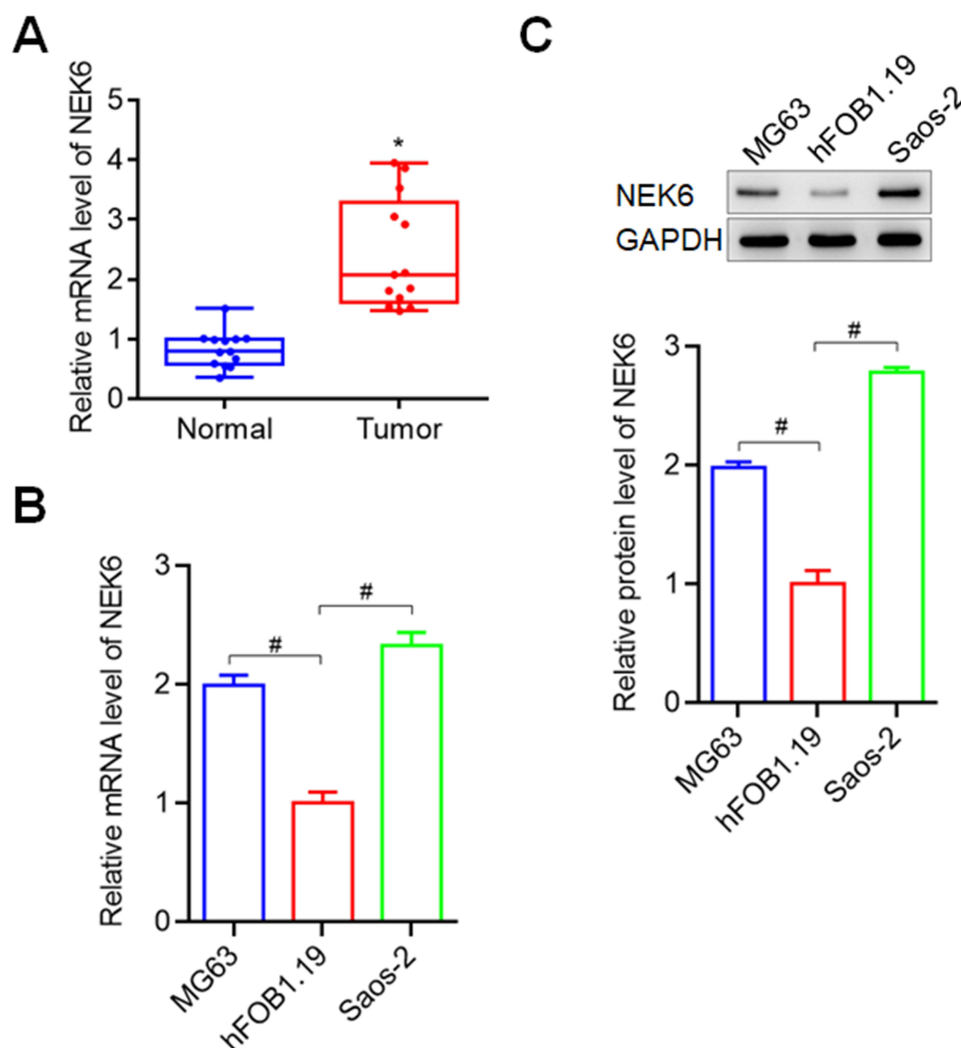 A
Relative mRNA level of NEK6
5
4
3
2
1
0
*
Normal
Tumor
B
Relative mRNA level of NEK6
3
2
1
0
#
#
MG63
hFOB1.19
Saos-2
C
MG63
hFOB1.19
Saos-2
NEK6
GAPDH
Relative protein level of NEK6
3
2
1
0
#
#
MG63
hFOB1.19
Saos-2